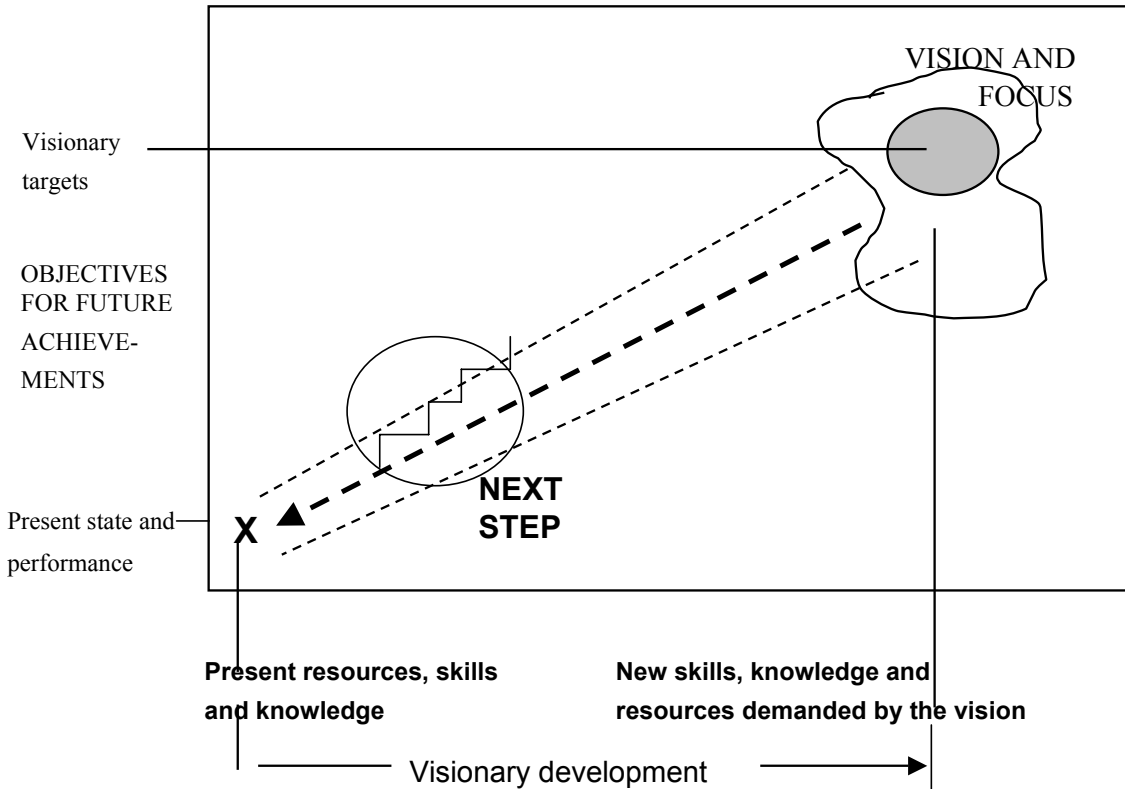 VISION AND
FOCUS
Visionary
targets
OBJECTIVES
FOR FUTURE
ACHIEVE-
MENTS
NEXT
STEP
Present state and
performance
X
Present resources, skills
and knowledge
New skills, knowledge and
resources demanded by the vision
Visionary development